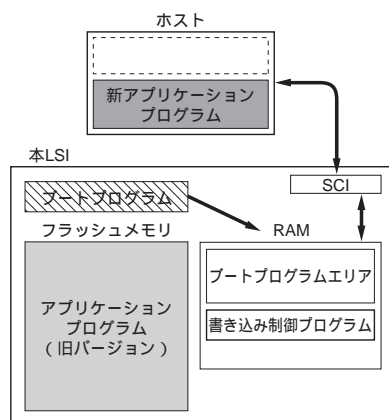 ホスト
新アプリケーション
プログラム
本LSI
SCI
ブートプログラム
フラッシュメモリ
RAM
ブートプログラムエリア
アプリケーション
プログラム
（旧バージョン）
書き込み制御プログラム